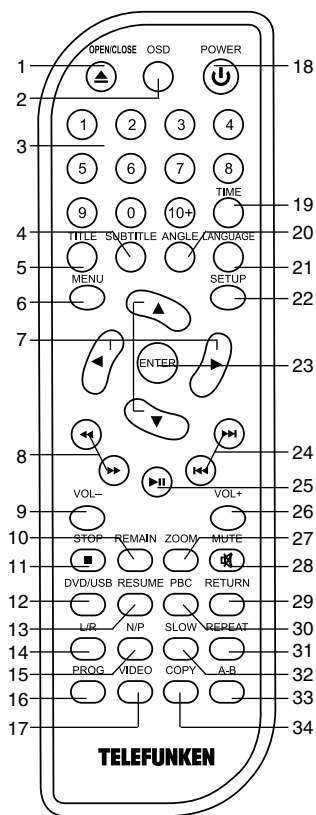 OPEN/CLOSE OSD POWER
1 18
2
1 2 3 4
3
5 6 7 8
TIME
9 0 10+ 19
4 20
TITLE SUBTITLE ANGLE LANGUAGE
5 21
MENU SETUP
6 22
7
ENTER 23
8 24
25
VOL– VOL+
9 26
10 27
STOP REMAIN ZOOM MUTE
11 28
DVD/USB RESUME PBC RETURN
12 29
13 30
L/R N/P SLOW REPEAT
14 31
15 32
PROG VIDEO COPY A-B
16 33
17 34
TELEFUNKEN